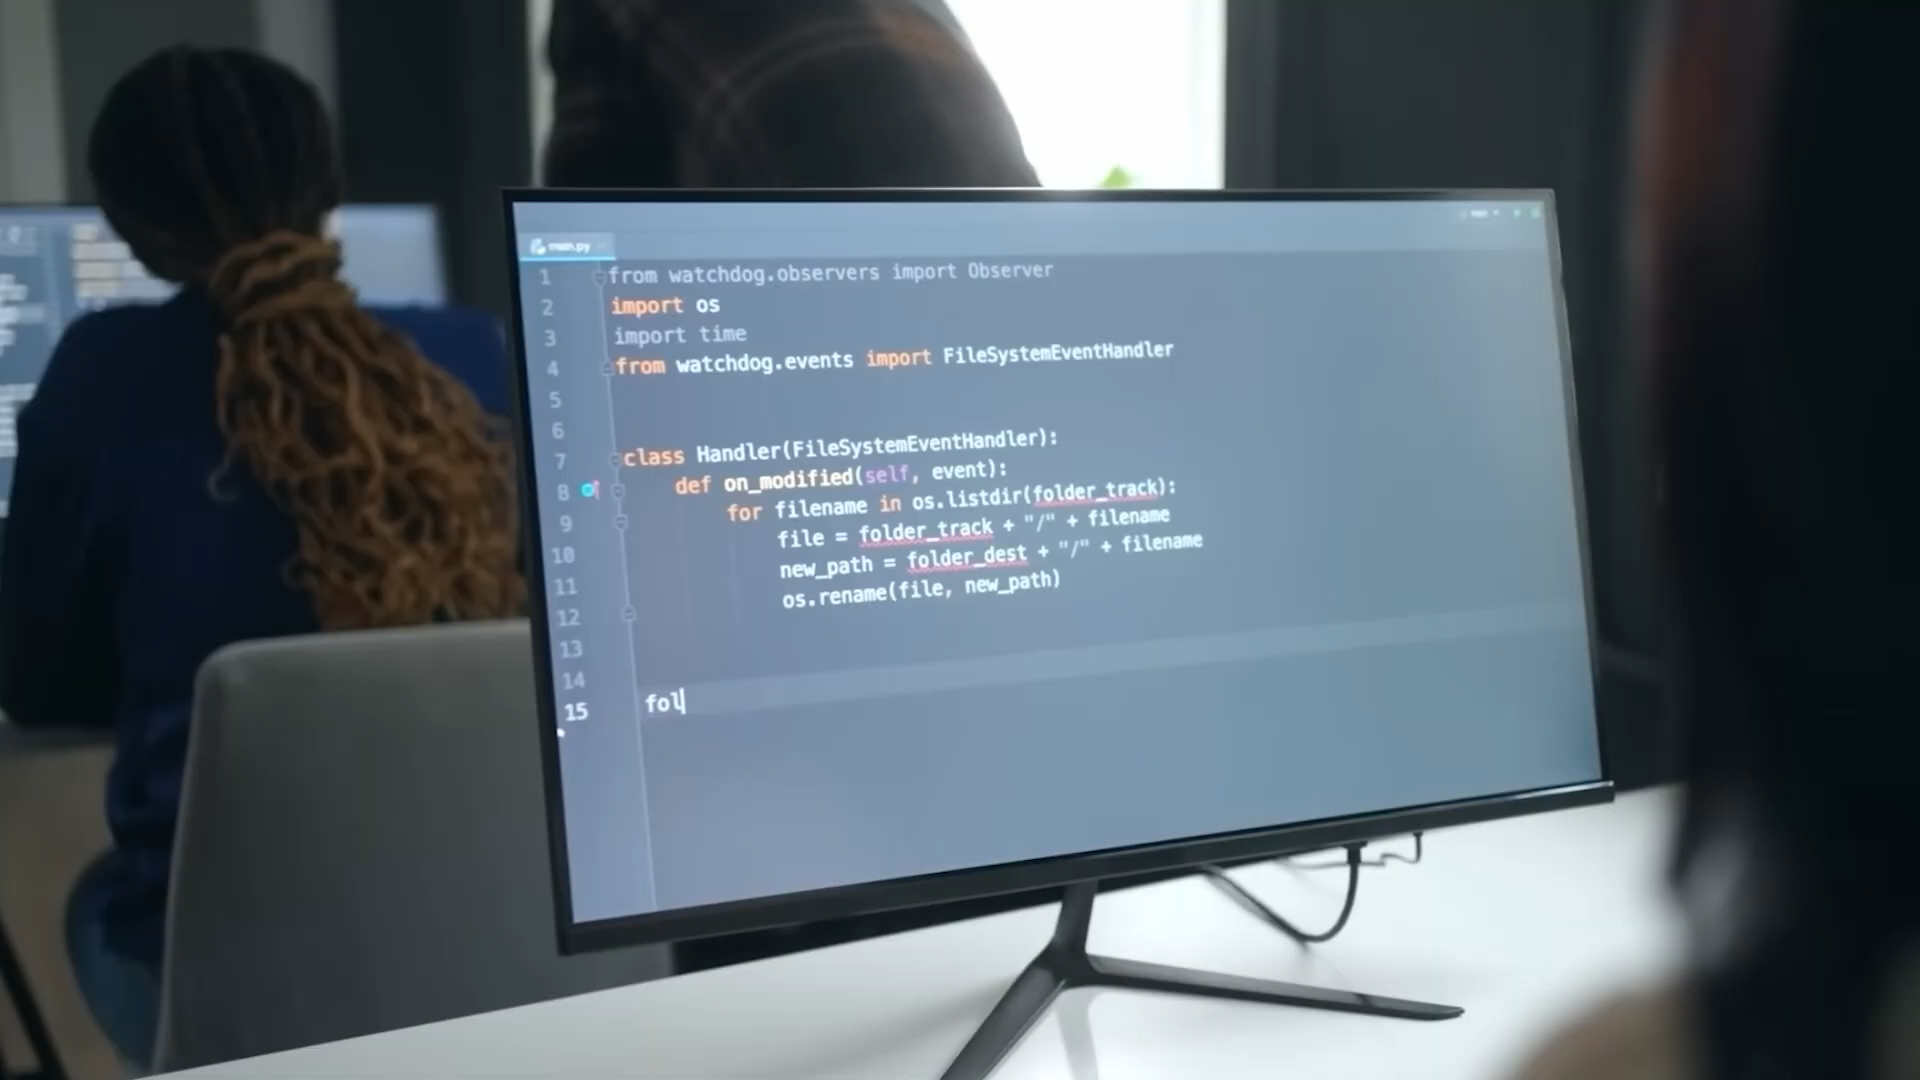 main.py
1 from watchdog.observers import Observer
2 import os
3 import time
4 from watchdog.events import FileSystemEventHandler
5
6
7 class Handler(FileSystemEventHandler):
8 def on_modified(self, event):
9 for filename in os.listdir(folder_track):
10 file = folder_track + "/" + filename
11 new_path = folder_dest + "/" + filename
12 os.rename(file, new_path)
13
14
15 fol